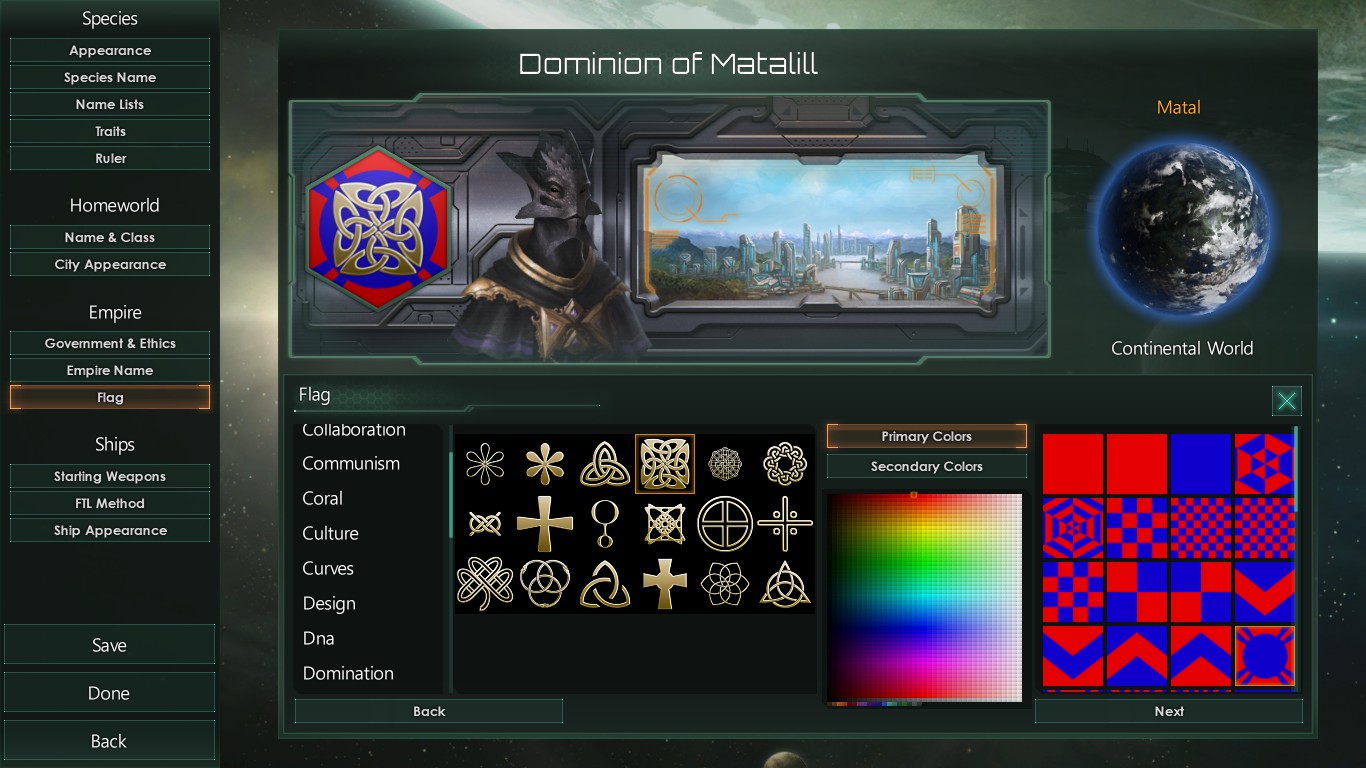 Species
Appearance
Species Name
Name Lists
Traits
Ruler
Homeworld
Name & Class
City Appearance
Empire
Government & Ethics
Empire Name
Flag
Ships
Starting Weapons
FTL Method
Ship Appearance
Save
Done
Back
Dominion of Matalill
Matal
Continental World
Flag
Collaboration
Communism
Coral
Culture
Curves
Design
Dna
Domination
Primary Colors
Secondary Colors
Back
Next